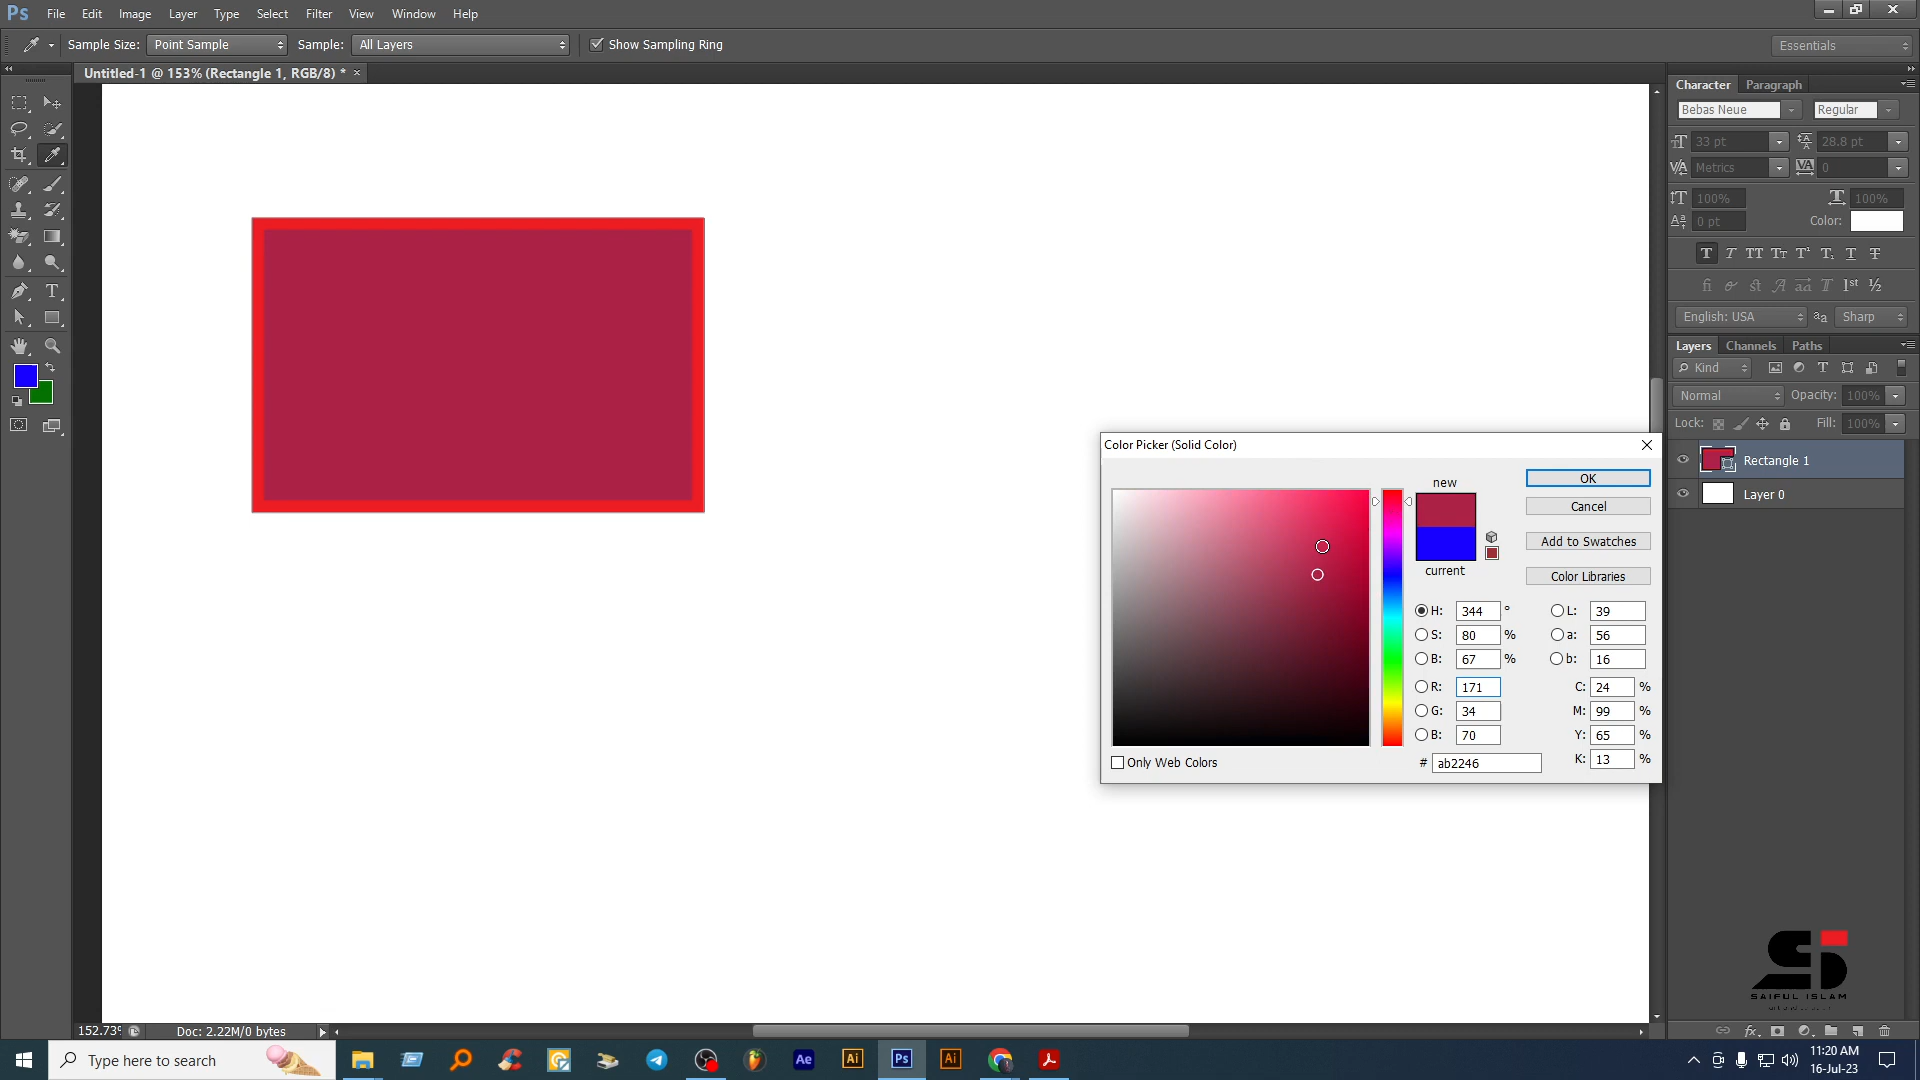 Ps File Edit Image Layer Type Select Filter View Window Help
Sample Size: Point Sample Sample: All Layers Show Sampling Ring Essentials
Untitled-1 @ 153% (Rectangle 1, RGB/8) * ×
Character Paragraph
Bebas Neue Regular
33 pt 28.8 pt
Metrics 0
100% 100%
0 pt Color:
English: USA aa Sharp
Layers Channels Paths
Kind
Normal Opacity: 100%
Lock: Fill: 100%
Rectangle 1
Layer 0
Color Picker (Solid Color)
new
current
OK
Cancel
Add to Swatches
Color Libraries
H: 344 ° L: 39
S: 80 % a: 56
B: 67 % b: 16
R: 171 C: 24 %
G: 34 M: 99 %
B: 70 Y: 65 %
# ab2246 K: 13 %
Only Web Colors
SAIFUL ISLAM
152.73% Doc: 2.22M/0 bytes
Type here to search
Ae Ai Ps Ai
11:20 AM
16-Jul-23